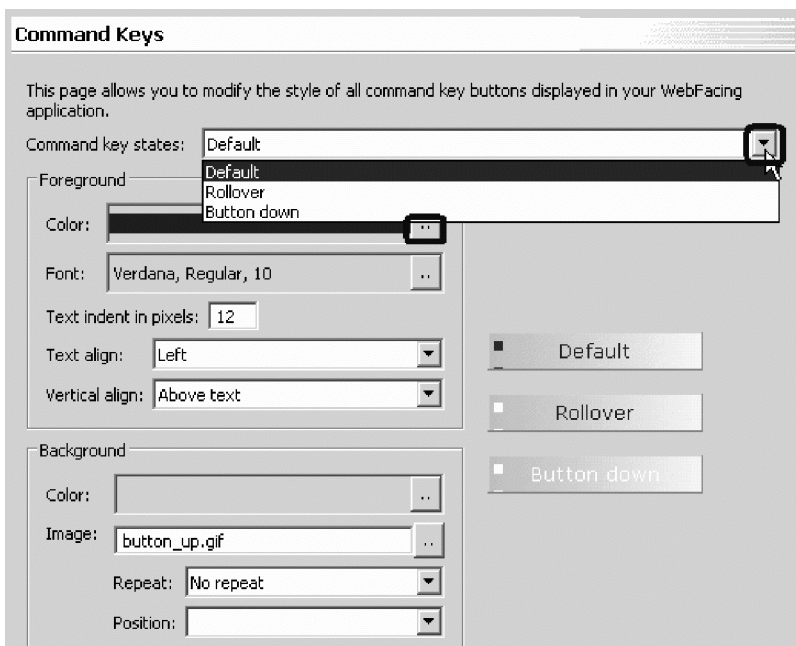 Command Keys
This page allows you to modify the style of all command key buttons displayed in your WebFacing
application.
Command key states: Default
Default
Rollover
Button down
Foreground
Color: ..
Font: Verdana, Regular, 10 ..
Text indent in pixels: 12
Text align: Left
Vertical align: Above text
Default
Rollover
Button down
Background
Color: ..
Image: button_up.gif ..
Repeat: No repeat
Position: